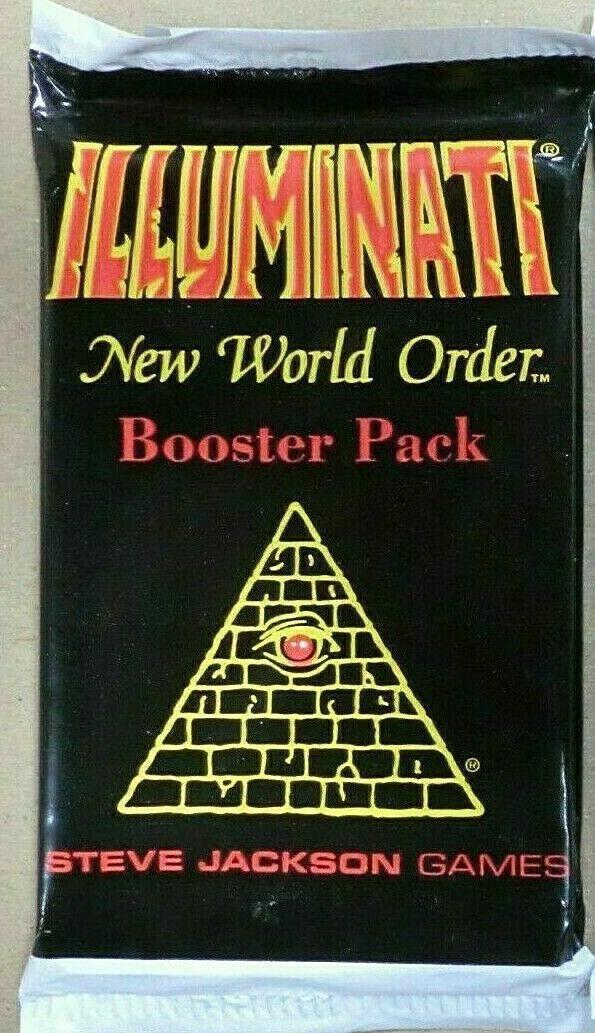 ILLUMINATI®
New World Order™
Booster Pack
®
STEVE JACKSON GAMES